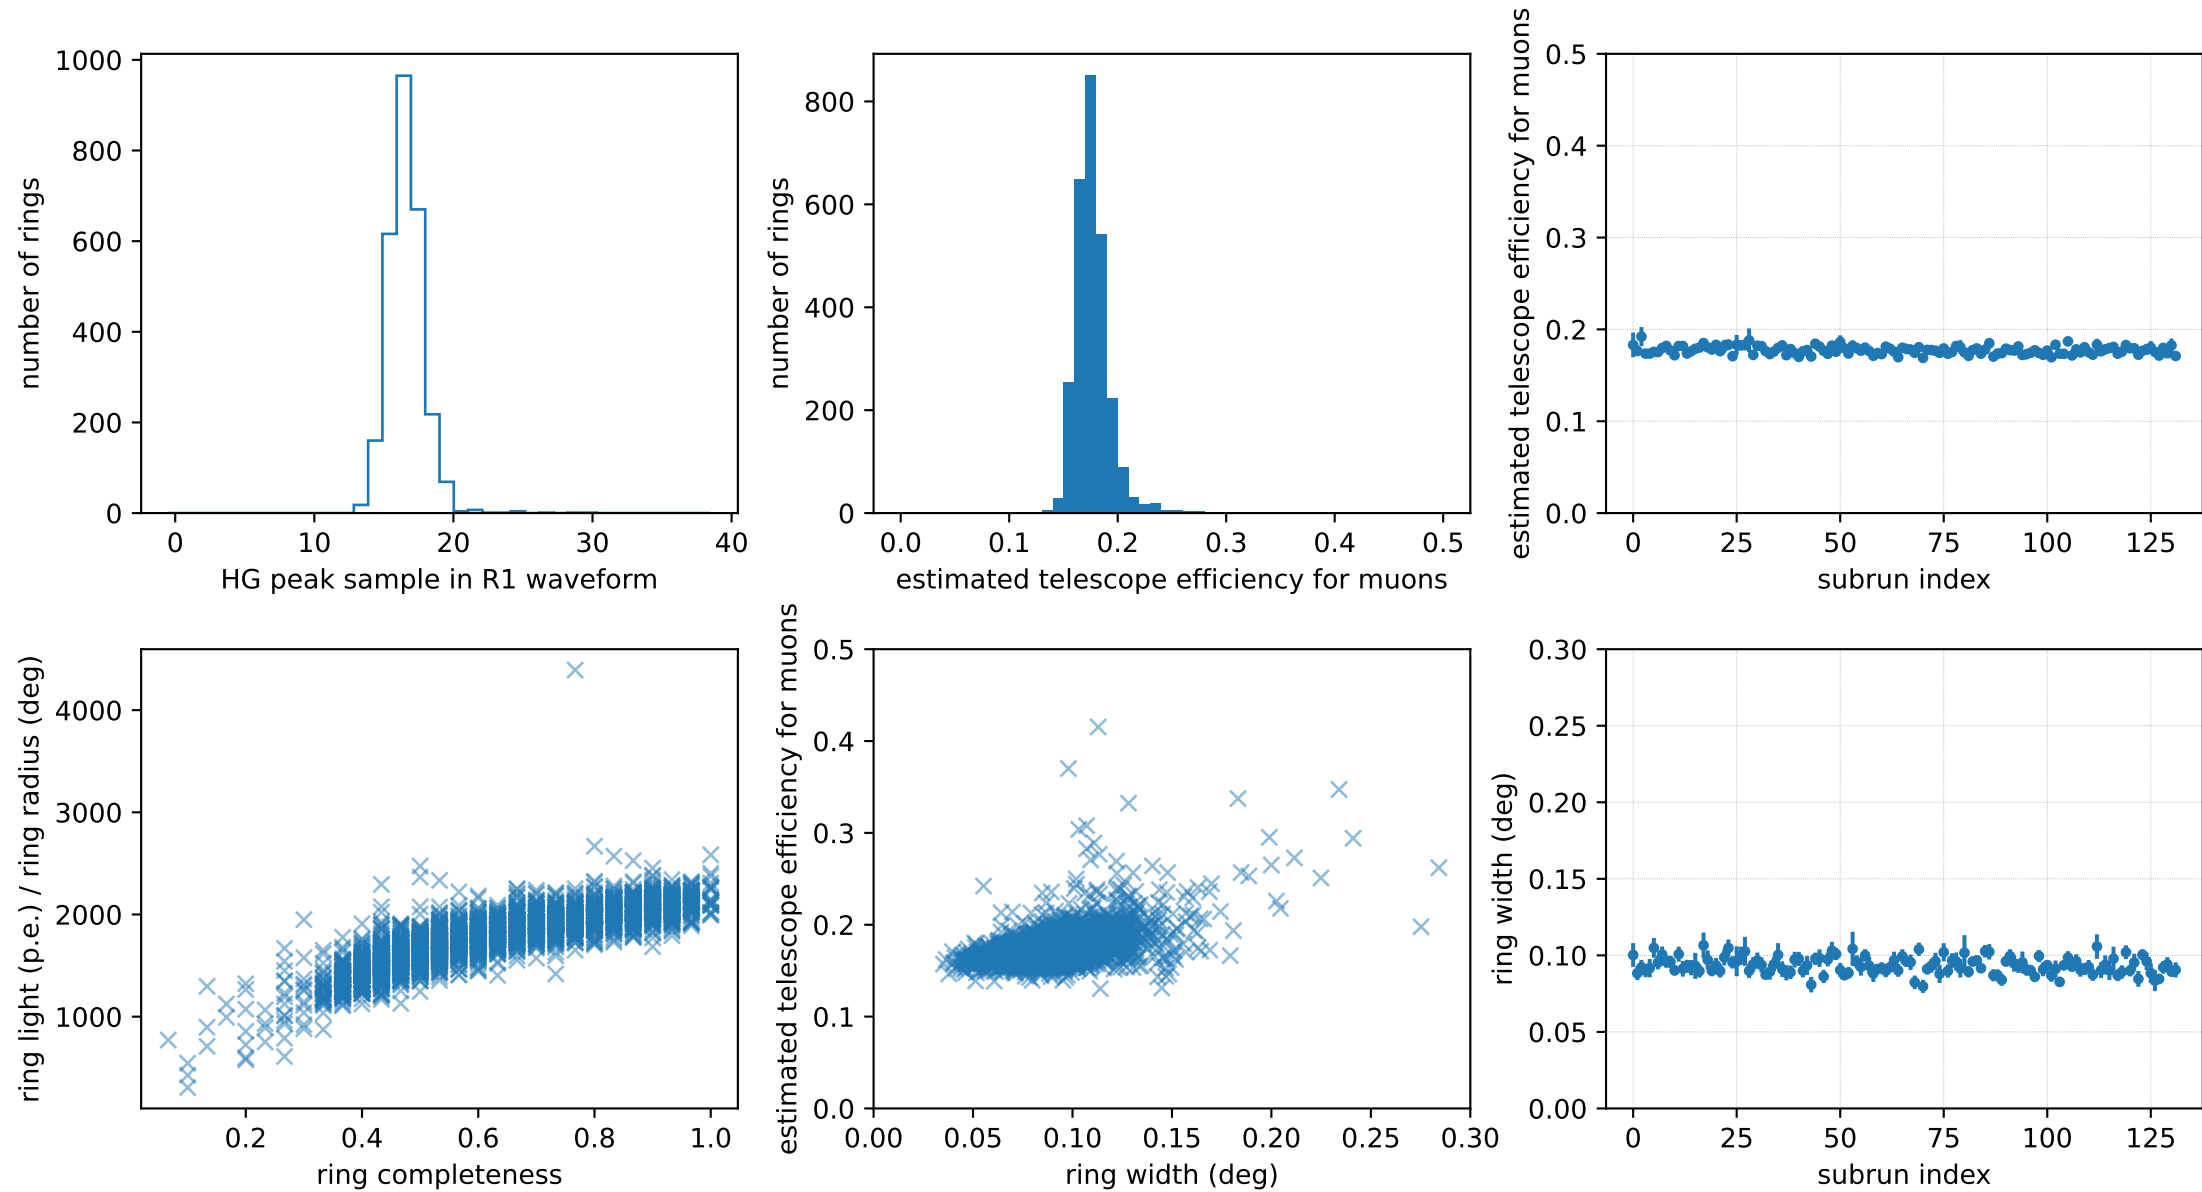 number of rings
1000
800
600
400
200
0
0 10 20 30 40
HG peak sample in R1 waveform
number of rings
800
600
400
200
0
0.0 0.1 0.2 0.3 0.4 0.5
estimated telescope efficiency for muons
estimated telescope efficiency for muons
0.5
0.4
0.3
0.2
0.1
0.0
0 25 50 75 100 125
subrun index
ring light (p.e.) / ring radius (deg)
4000
3000
2000
1000
0.2 0.4 0.6 0.8 1.0
ring completeness
estimated telescope efficiency for muons
0.5
0.4
0.3
0.2
0.1
0.0
0.00 0.05 0.10 0.15 0.20 0.25 0.30
ring width (deg)
ring width (deg)
0.30
0.25
0.20
0.15
0.10
0.05
0.00
0 25 50 75 100 125
subrun index